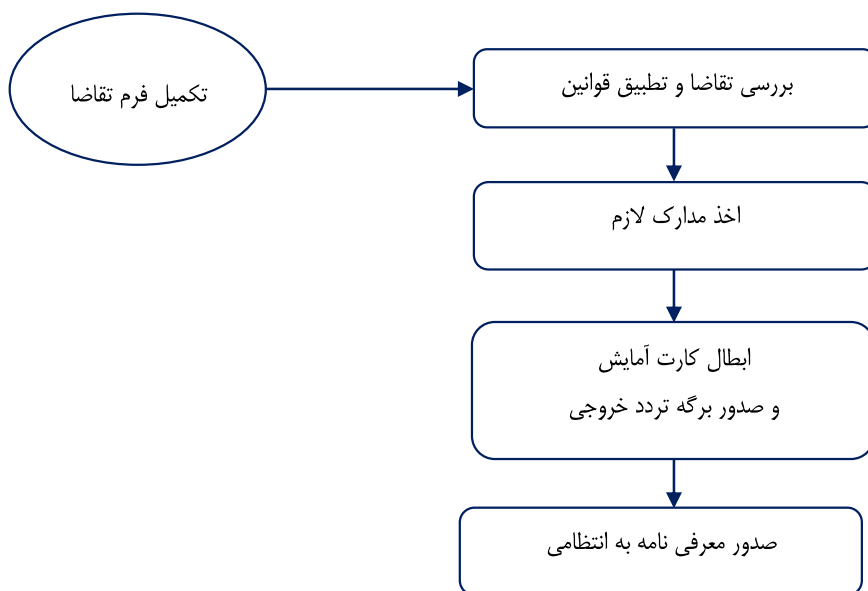 تکمیل فرم تقاضا
بررسی تقاضا و تطبیق قوانین
اخذ مدارک لازم
ابطال کارت آمایش
و صدور برگه تردد خروجی
صدور معرفی نامه به انتظامی